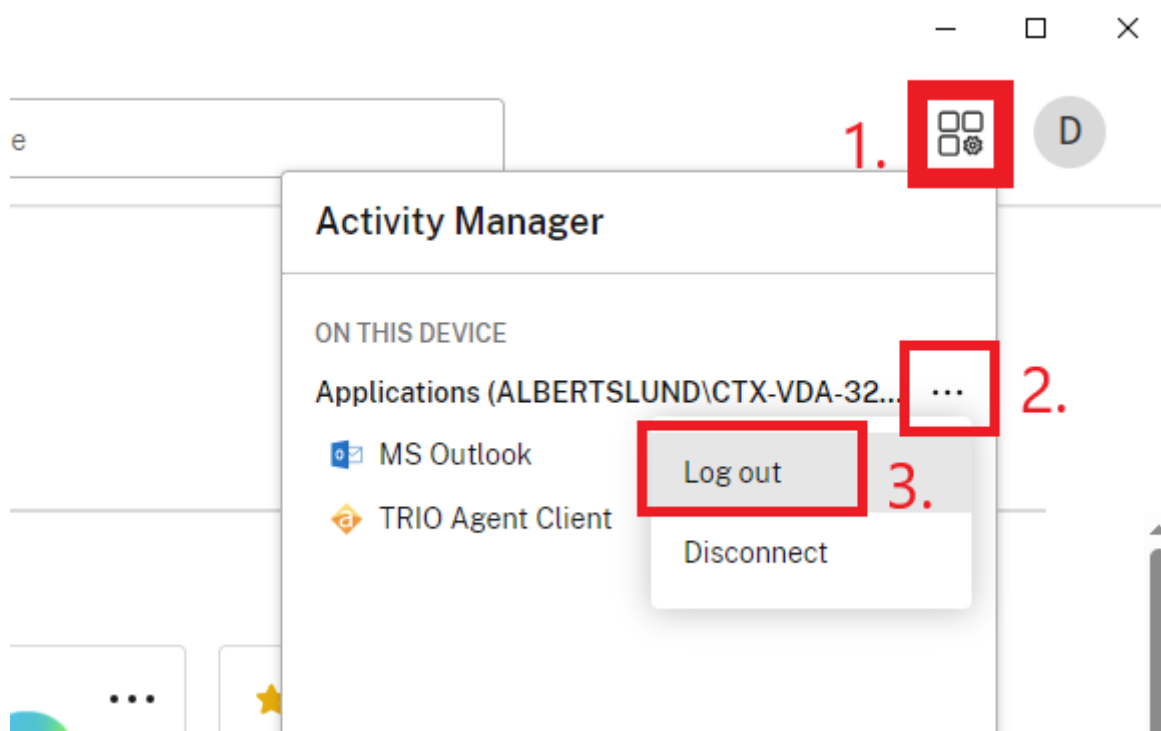 e
1.
D
Activity Manager
ON THIS DEVICE
Applications (ALBERTSLUND\CTX-VDA-32...
...
2.
MS Outlook
TRIO Agent Client
Log out
3.
Disconnect
...